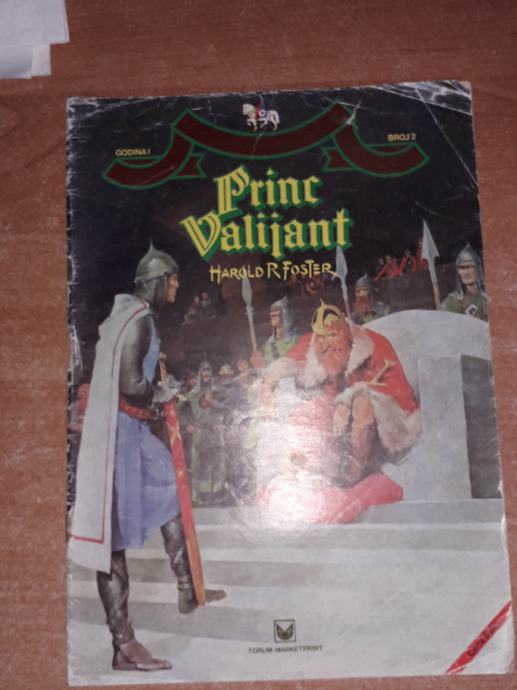 GODINA I
BROJ 2
Princ
Valijant
HAROLD R. FOSTER
FORUM-MARKETPRINT